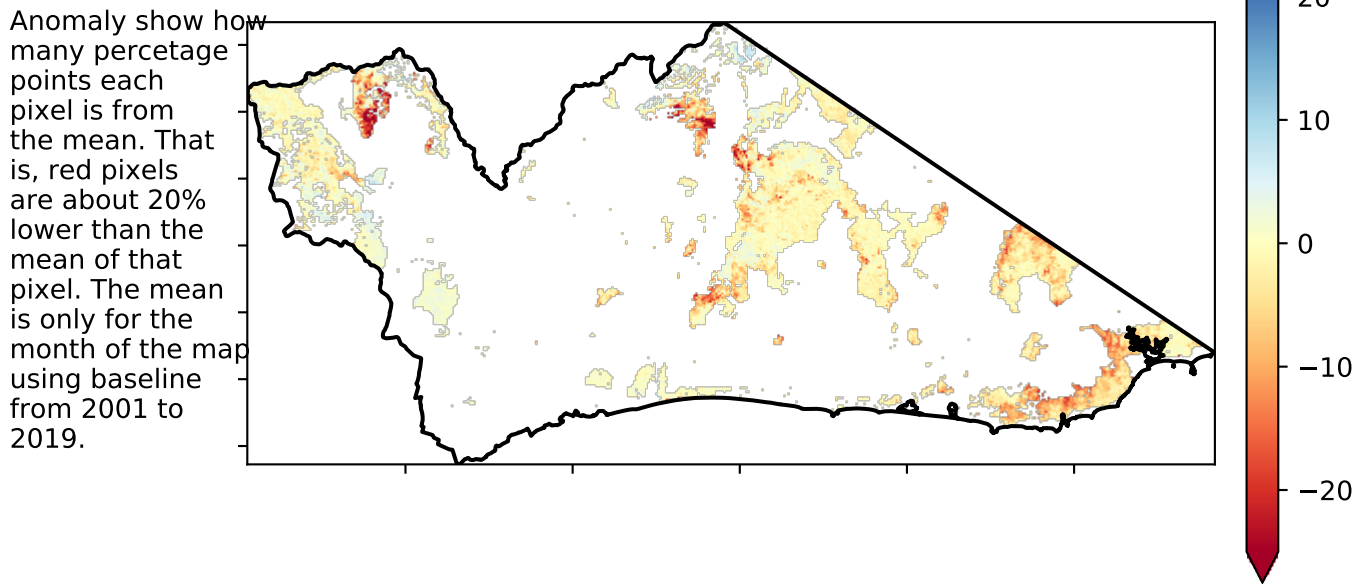 Anomaly show how
many percetage
points each
pixel is from
the mean. That
is, red pixels
are about 20%
lower than the
mean of that
pixel. The mean
is only for the
month of the map
using baseline
from 2001 to
2019.
20
10
0
−10
−20